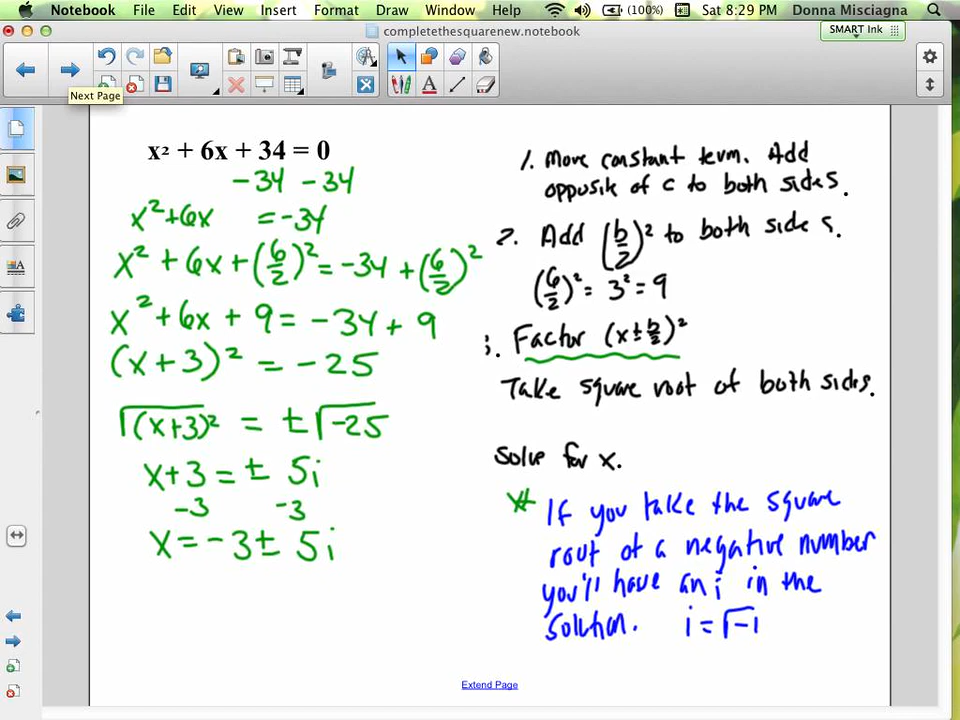 Notebook File Edit View Insert Format Draw Window Help (100%) Sat 8:29 PM Donna Misciagna
completethesquarenew.notebook
SMART Ink
Next Page
x² + 6x + 34 = 0
-34 -34
x²+6x = -34
x² + 6x + (6/2)² = -34 + (6/2)²
x² + 6x + 9 = -34 + 9
(x+3)² = -25
√(x+3)² = ±√-25
x+3 = ± 5i
-3 -3
x = -3 ± 5i
1. Move constant term. Add
opposite of c to both sides.
2. Add (b/2)² to both sides.
(6/2)² = 3² = 9
3. Factor (x ± b/2)²
Take square root of both sides.
Solve for x.
* If you take the square
root of a negative number
you'll have an i in the
solution. i = √-1
Extend Page